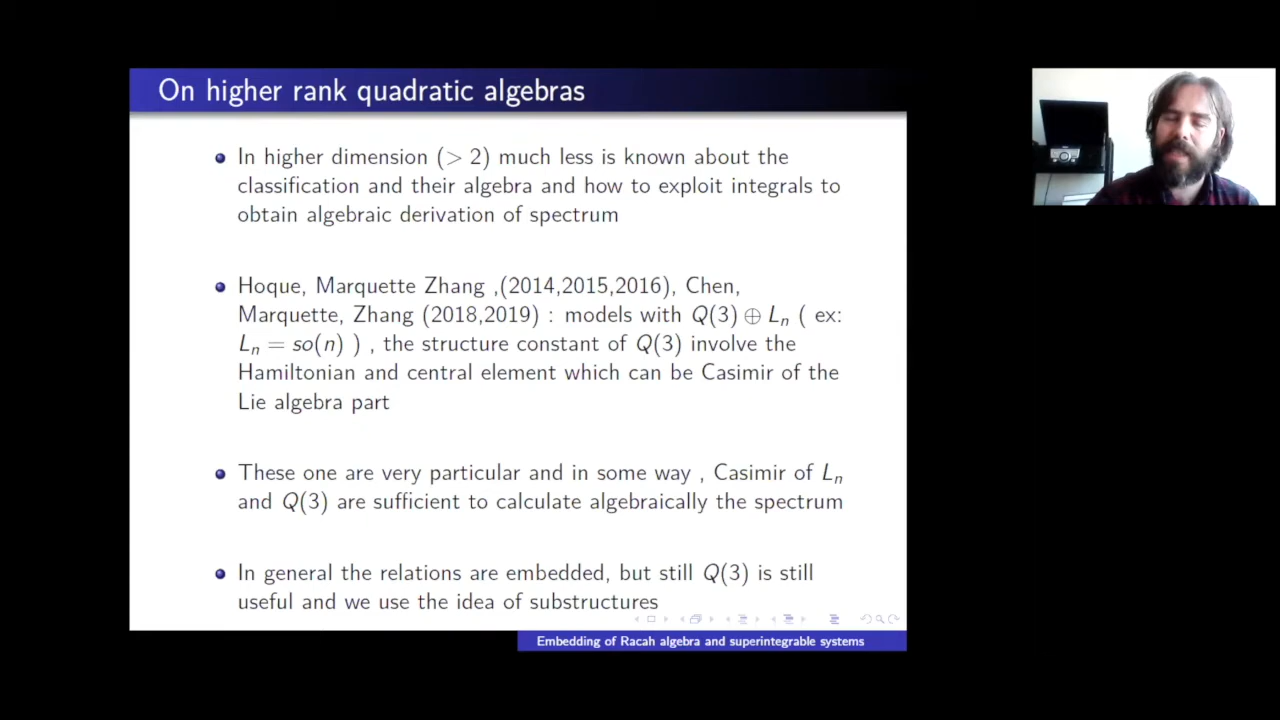 On higher rank quadratic algebras
In higher dimension (> 2) much less is known about the
classification and their algebra and how to exploit integrals to
obtain algebraic derivation of spectrum
Hoque, Marquette Zhang ,(2014,2015,2016), Chen,
Marquette, Zhang (2018,2019) : models with Q(3) ⊕ Lₙ ( ex:
Lₙ = so(n) ) , the structure constant of Q(3) involve the
Hamiltonian and central element which can be Casimir of the
Lie algebra part
These one are very particular and in some way , Casimir of Lₙ
and Q(3) are sufficient to calculate algebraically the spectrum
In general the relations are embedded, but still Q(3) is still
useful and we use the idea of substructures
Embedding of Racah algebra and superintegrable systems